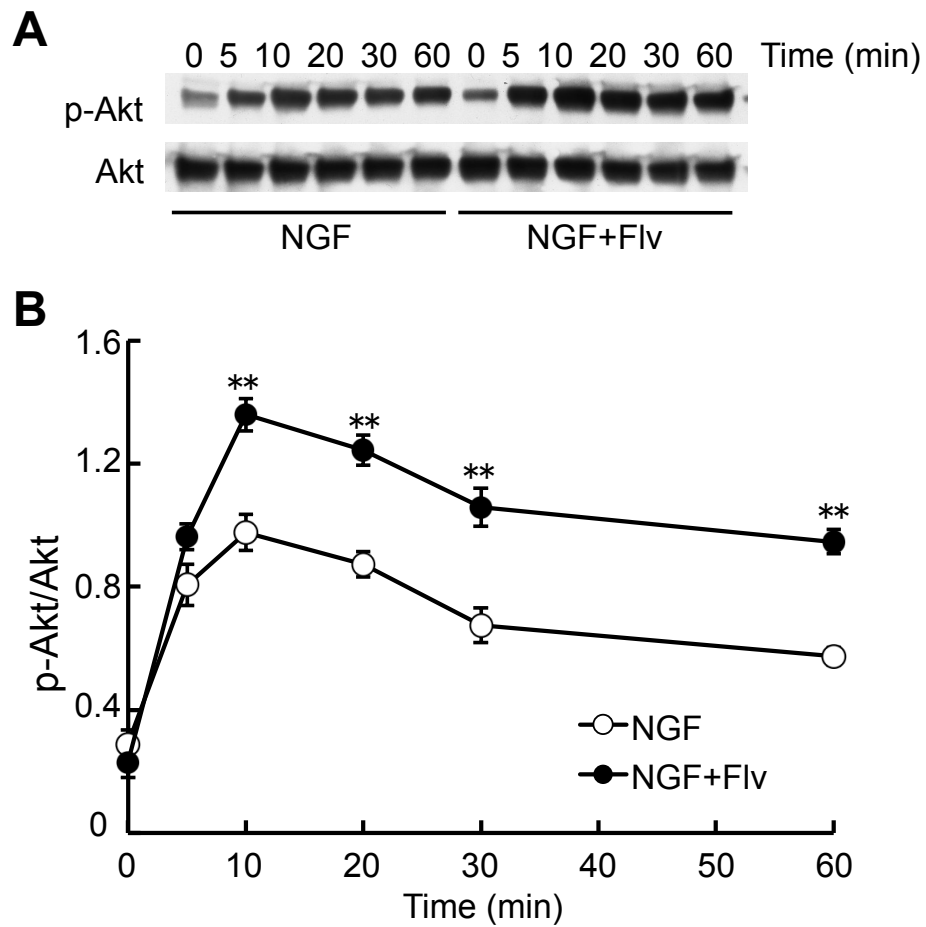 A
0 5 10 20 30 60 0 5 10 20 30 60 Time (min)
p-Akt
Akt
NGF NGF+Flv
B
1.6
**
**
1.2
**
**
p-Akt/Akt
0.8
0.4
NGF
NGF+Flv
0
0 10 20 30 40 50 60
Time (min)